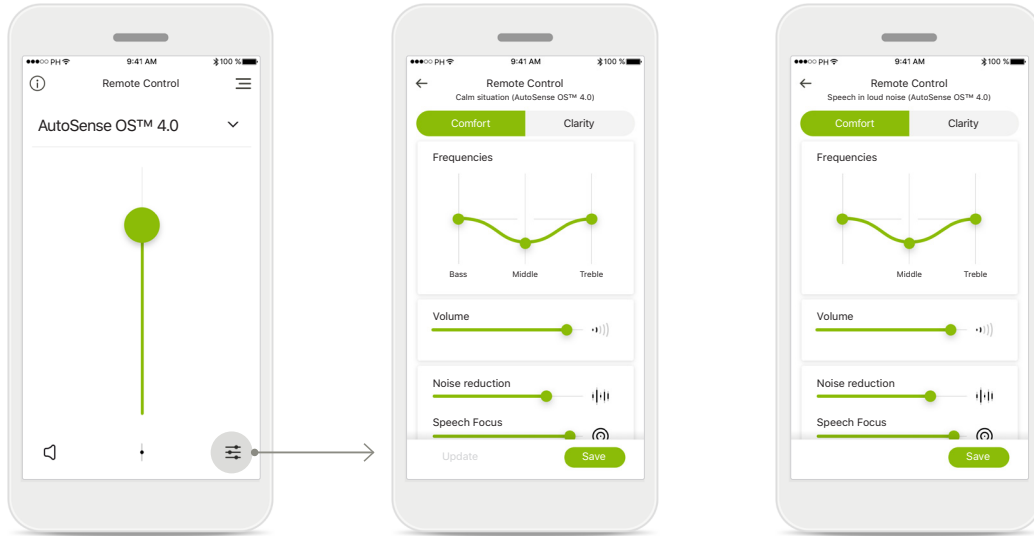 PH 9:41 AM 100 %
Remote Control
AutoSense OS™ 4.0
PH 9:41 AM 100 %
Remote Control
Calm situation (AutoSense OS™ 4.0)
Comfort Clarity
Frequencies
Bass Middle Treble
Volume
Noise reduction
Speech Focus
Update Save
PH 9:41 AM 100 %
Remote Control
Speech in loud noise (AutoSense OS™ 4.0)
Comfort Clarity
Frequencies
Middle Treble
Volume
Noise reduction
Speech Focus
Save